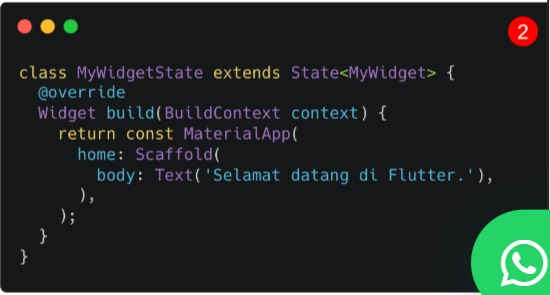 2
class MyWidgetState extends State<MyWidget> {
  @override
  Widget build(BuildContext context) {
    return const MaterialApp(
      home: Scaffold(
        body: Text('Selamat datang di Flutter.'),
      ),
    );
  }
}